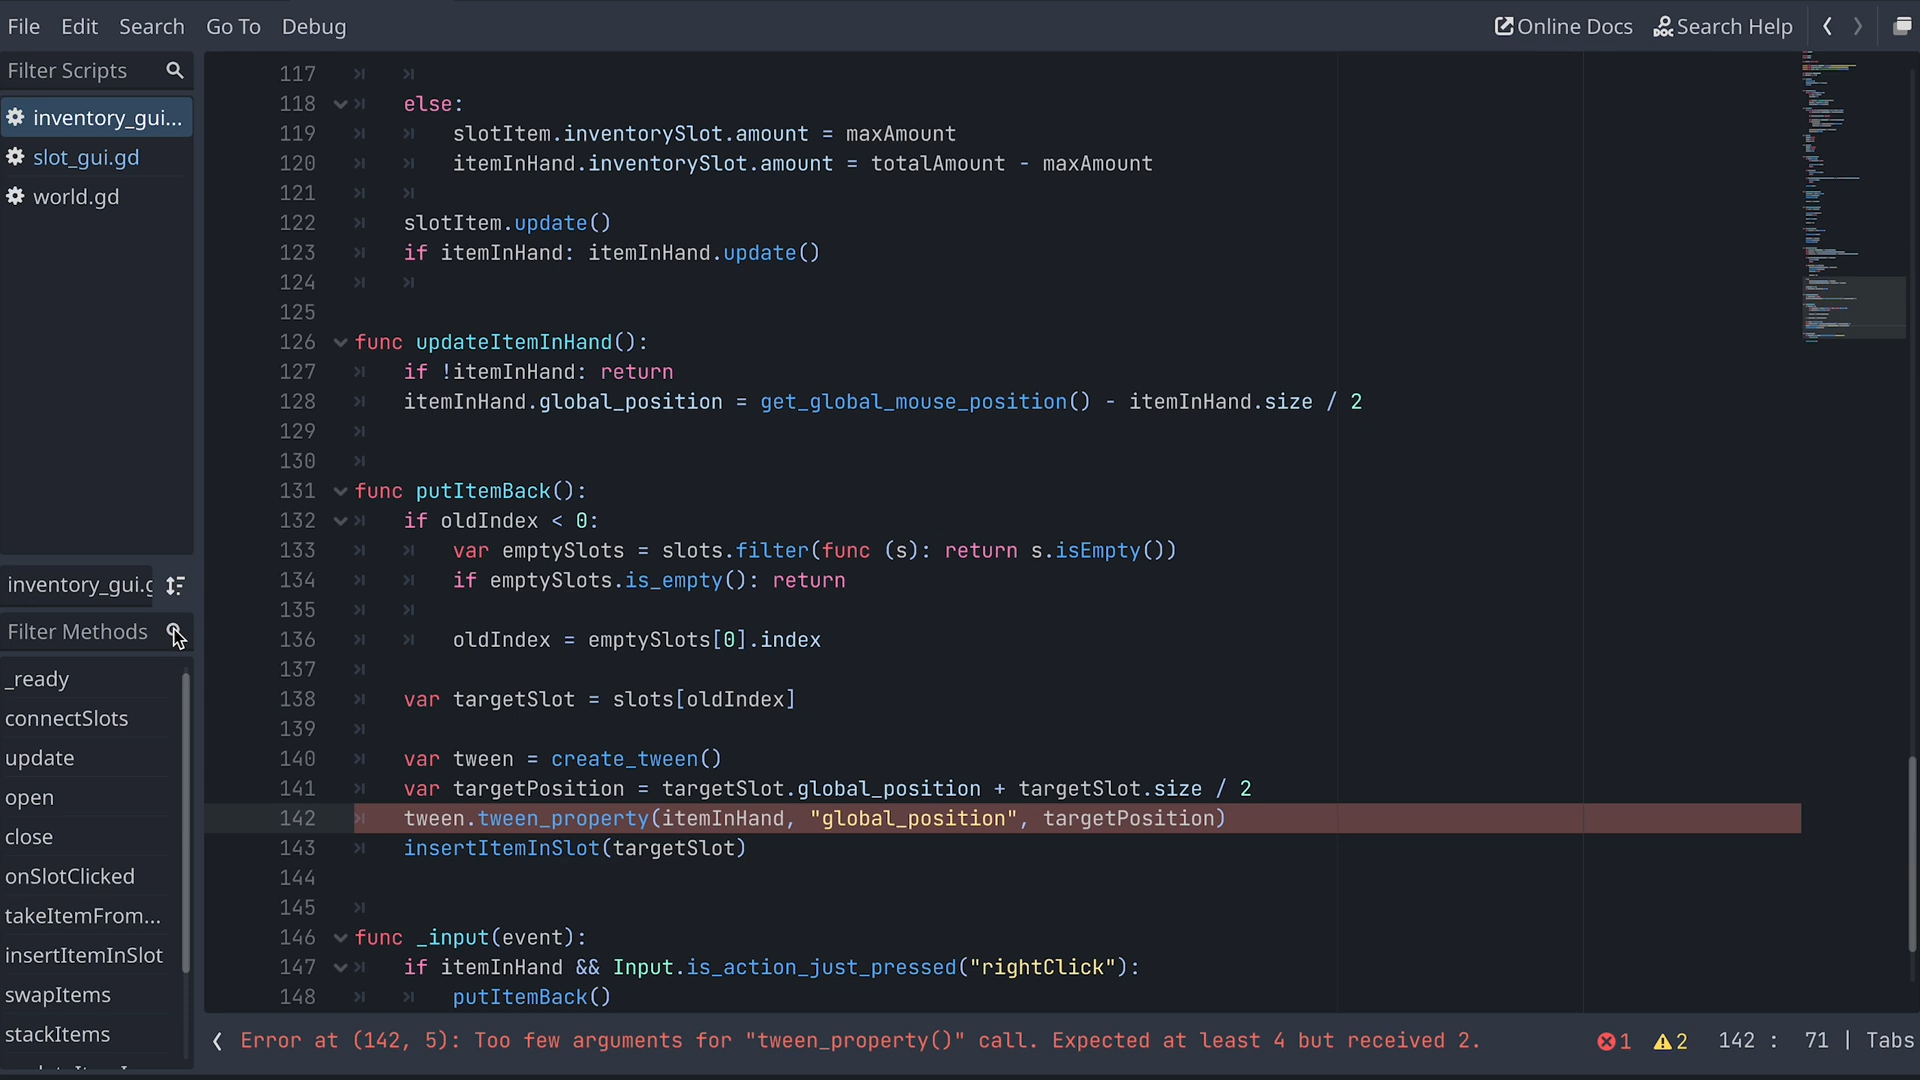 File Edit Search Go To Debug
Online Docs Search Help
Filter Scripts
inventory_gui...
slot_gui.gd
world.gd
inventory_gui.g
Filter Methods
_ready
connectSlots
update
open
close
onSlotClicked
takeItemFrom...
insertItemInSlot
swapItems
stackItems
117
118 else:
119 slotItem.inventorySlot.amount = maxAmount
120 itemInHand.inventorySlot.amount = totalAmount - maxAmount
121
122 slotItem.update()
123 if itemInHand: itemInHand.update()
124
125
126 func updateItemInHand():
127 if !itemInHand: return
128 itemInHand.global_position = get_global_mouse_position() - itemInHand.size / 2
129
130
131 func putItemBack():
132 if oldIndex < 0:
133 var emptySlots = slots.filter(func (s): return s.isEmpty())
134 if emptySlots.is_empty(): return
135
136 oldIndex = emptySlots[0].index
137
138 var targetSlot = slots[oldIndex]
139
140 var tween = create_tween()
141 var targetPosition = targetSlot.global_position + targetSlot.size / 2
142 tween.tween_property(itemInHand, "global_position", targetPosition)
143 insertItemInSlot(targetSlot)
144
145
146 func _input(event):
147 if itemInHand && Input.is_action_just_pressed("rightClick"):
148 putItemBack()
Error at (142, 5): Too few arguments for "tween_property()" call. Expected at least 4 but received 2.
1 2 142 : 71 | Tabs